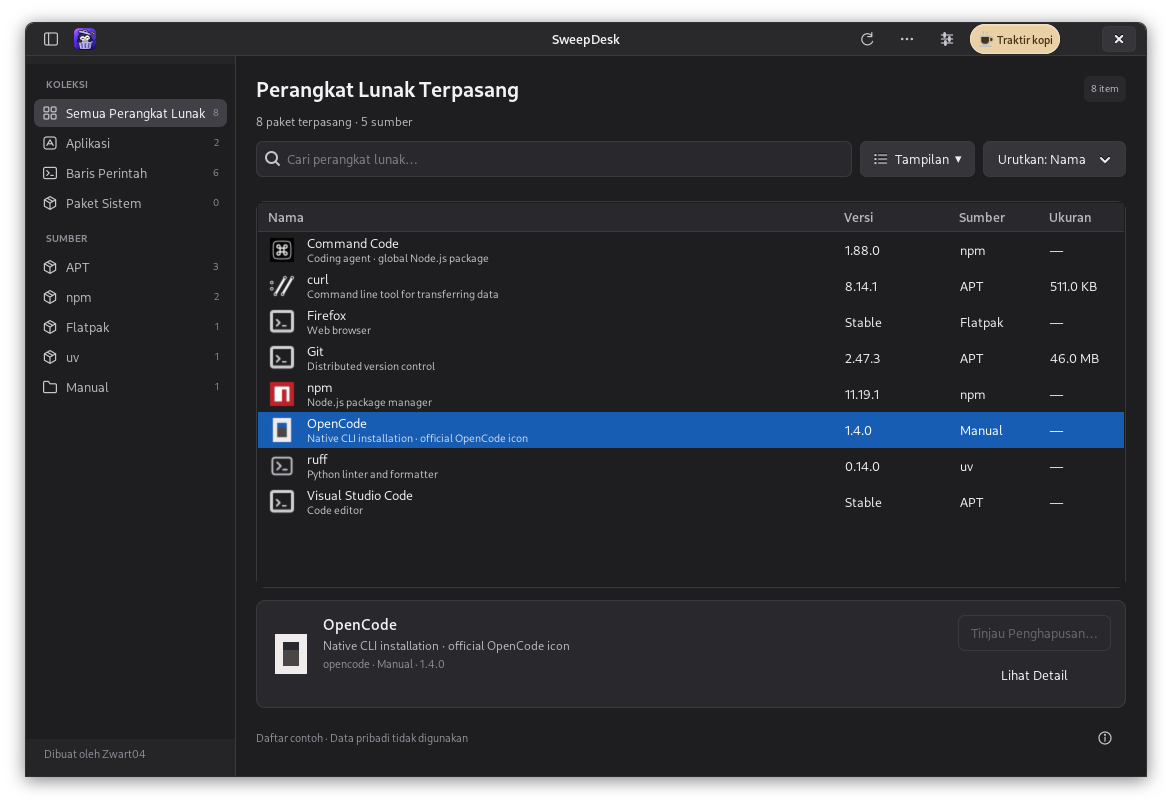 SweepDesk
Traktir kopi
KOLEKSI
Semua Perangkat Lunak 8
Aplikasi 2
Baris Perintah 6
Paket Sistem 0
SUMBER
APT 3
npm 2
Flatpak 1
uv 1
Manual 1
Dibuat oleh Zwart04
Perangkat Lunak Terpasang
8 item
8 paket terpasang · 5 sumber
Cari perangkat lunak...
Tampilan ▾
Urutkan: Nama
Nama Versi Sumber Ukuran
Command Code
Coding agent · global Node.js package
1.88.0 npm —
curl
Command line tool for transferring data
8.14.1 APT 511.0 KB
Firefox
Web browser
Stable Flatpak —
Git
Distributed version control
2.47.3 APT 46.0 MB
npm
Node.js package manager
11.19.1 npm —
OpenCode
Native CLI installation · official OpenCode icon
1.4.0 Manual —
ruff
Python linter and formatter
0.14.0 uv —
Visual Studio Code
Code editor
Stable APT —
OpenCode
Native CLI installation · official OpenCode icon
opencode · Manual · 1.4.0
Tinjau Penghapusan...
Lihat Detail
Daftar contoh · Data pribadi tidak digunakan